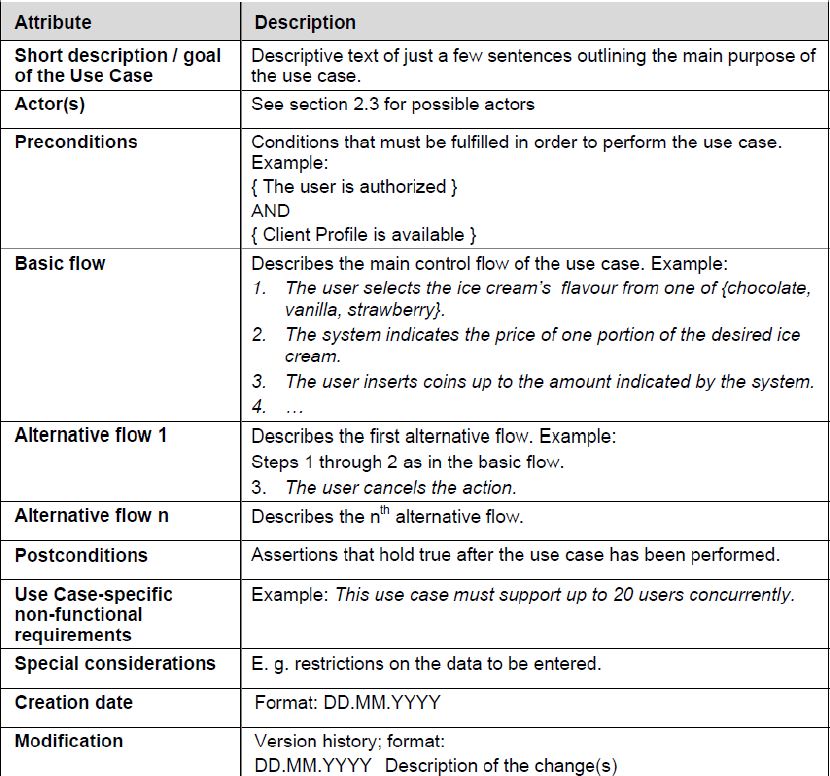 Attribute Description
Short description / goal of the Use Case Descriptive text of just a few sentences outlining the main purpose of the use case.
Actor(s) See section 2.3 for possible actors
Preconditions Conditions that must be fulfilled in order to perform the use case.
Example:
{ The user is authorized }
AND
{ Client Profile is available }
Basic flow Describes the main control flow of the use case. Example:
1. The user selects the ice cream's flavour from one of {chocolate,
vanilla, strawberry}.
2. The system indicates the price of one portion of the desired ice
cream.
3. The user inserts coins up to the amount indicated by the system.
4. …
Alternative flow 1 Describes the first alternative flow. Example:
Steps 1 through 2 as in the basic flow.
3. The user cancels the action.
Alternative flow n Describes the nth alternative flow.
Postconditions Assertions that hold true after the use case has been performed.
Use Case-specific non-functional requirements Example: This use case must support up to 20 users concurrently.
Special considerations E. g. restrictions on the data to be entered.
Creation date Format: DD.MM.YYYY
Modification Version history; format:
DD.MM.YYYY Description of the change(s)